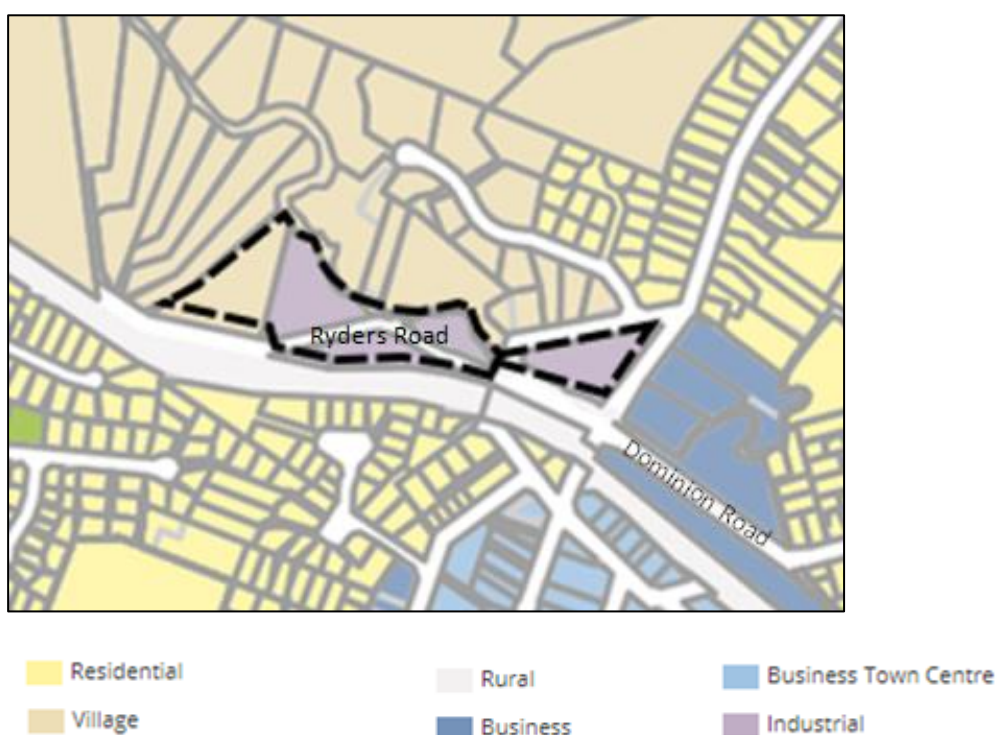 Ryders Road
Dominion Road
Residential
Rural
Business Town Centre
Village
Business
Industrial